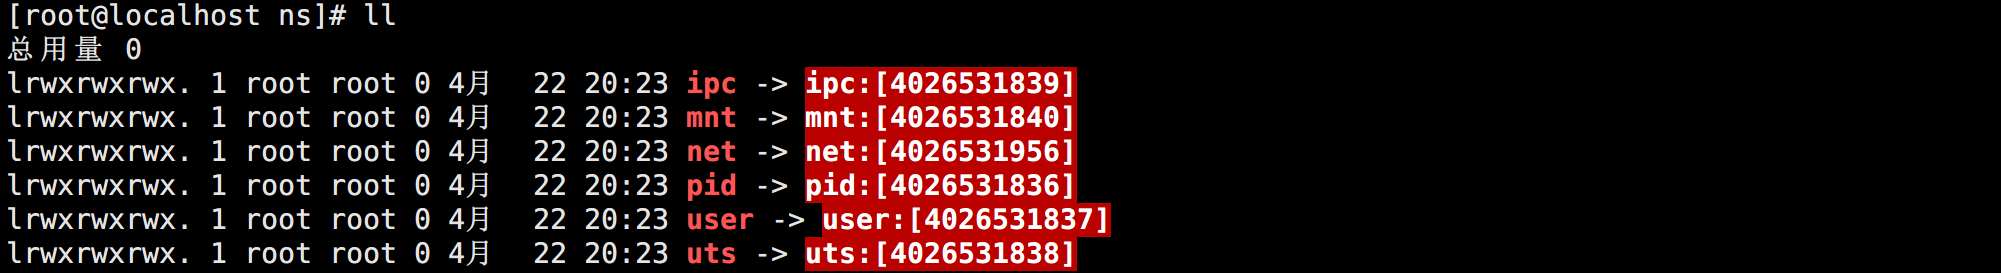 [root@localhost ns]# ll
总用量 0
lrwxrwxrwx. 1 root root 0 4月  22 20:23 ipc -> ipc:[4026531839]
lrwxrwxrwx. 1 root root 0 4月  22 20:23 mnt -> mnt:[4026531840]
lrwxrwxrwx. 1 root root 0 4月  22 20:23 net -> net:[4026531956]
lrwxrwxrwx. 1 root root 0 4月  22 20:23 pid -> pid:[4026531836]
lrwxrwxrwx. 1 root root 0 4月  22 20:23 user -> user:[4026531837]
lrwxrwxrwx. 1 root root 0 4月  22 20:23 uts -> uts:[4026531838]